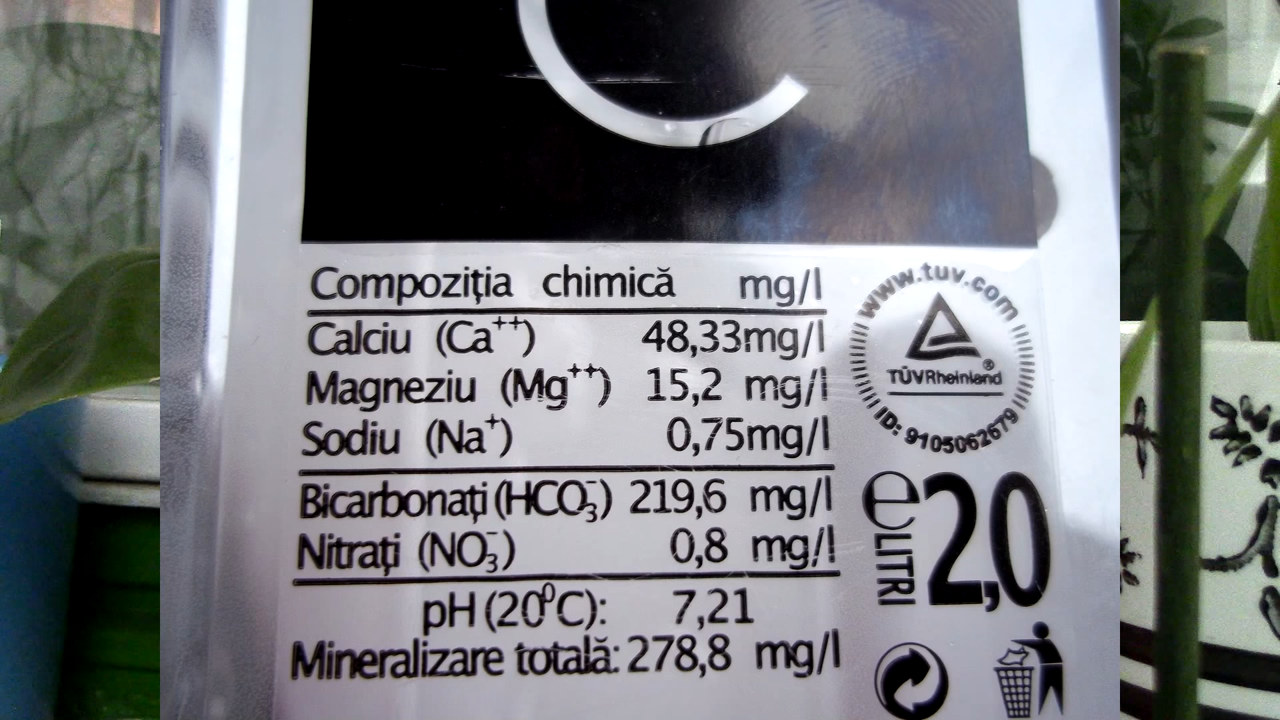 Compoziția chimică mg/l
Calciu (Ca⁺⁺) 48,33mg/l
Magneziu (Mg⁺⁺) 15,2 mg/l
Sodiu (Na⁺) 0,75mg/l
Bicarbonați (HCO₃⁻) 219,6 mg/l
Nitrați (NO₃⁻) 0,8 mg/l
pH (20⁰C): 7,21
Mineralizare totală: 278,8 mg/l
www.tuv.com
TÜVRheinland®
ID: 9105062679
e 2,0
LITRI